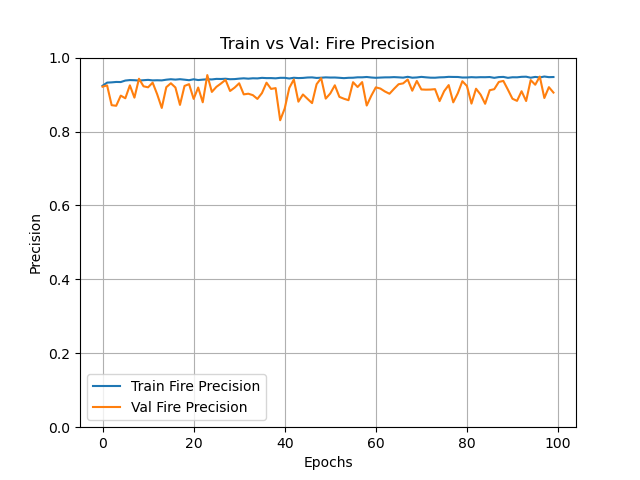 Train vs Val: Fire Precision
1.0
0.8
0.6
0.4
0.2
0.0
Precision
Train Fire Precision
Val Fire Precision
0 20 40 60 80 100
Epochs